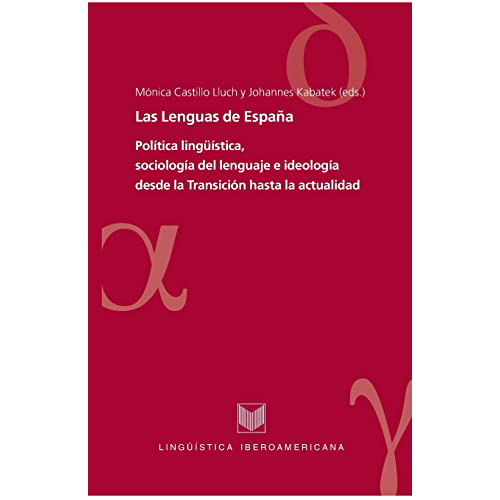 Mónica Castillo Lluch y Johannes Kabatek (eds.)
Las Lenguas de España
Política lingüística,
sociología del lenguaje e ideología
desde la Transición hasta la actualidad
∂
α
γ
LINGÜÍSTICA IBEROAMERICANA